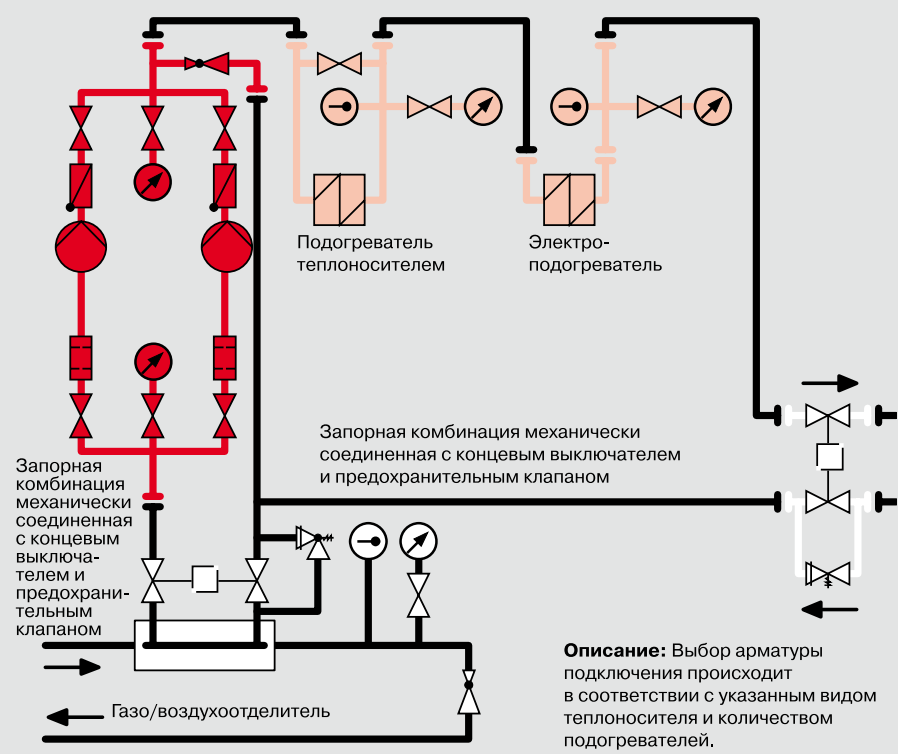 Подогреватель
теплоносителем
Электро-
подогреватель
Запорная комбинация механически
соединенная с концевым выключателем
и предохранительным клапаном
Запорная
комбинация
механически
соединенная
с концевым
выключа-
телем и
предохрани-
тельным
клапаном
Описание: Выбор арматуры
подключения происходит
в соответствии с указанным видом
теплоносителя и количеством
подогревателей.
Газо/воздухоотделитель